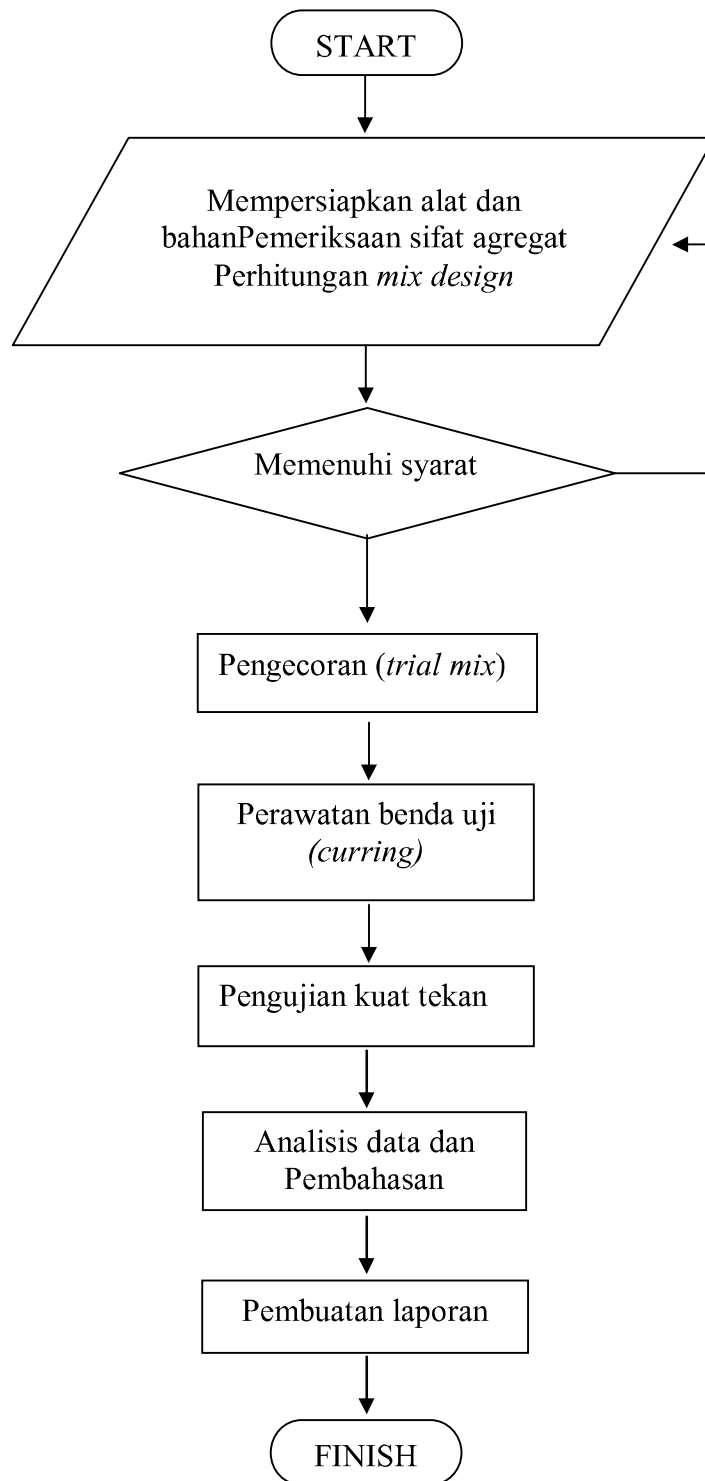 START
Mempersiapkan alat dan
bahanPemeriksaan sifat agregat
Perhitungan mix design
Memenuhi syarat
Pengecoran (trial mix)
Perawatan benda uji
(curring)
Pengujian kuat tekan
Analisis data dan
Pembahasan
Pembuatan laporan
FINISH